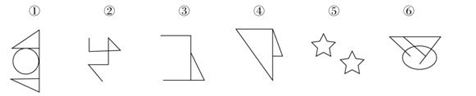 ① ② ③ ④ ⑤ ⑥